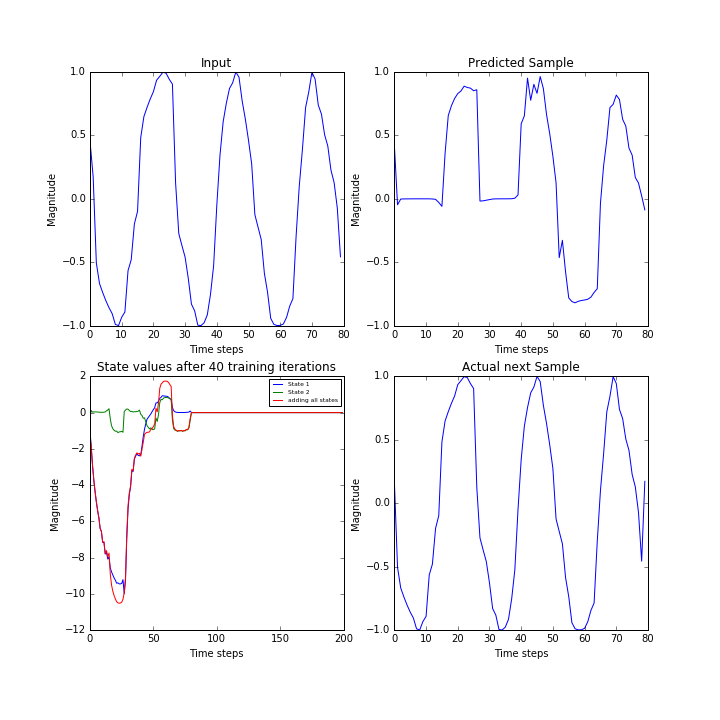 Input
Magnitude
1.0
0.5
0.0
−0.5
−1.0
0 10 20 30 40 50 60 70 80
Time steps
Predicted Sample
Magnitude
1.0
0.5
0.0
−0.5
−1.0
0 10 20 30 40 50 60 70 80
Time steps
State values after 40 training iterations
Magnitude
2
0
−2
−4
−6
−8
−10
−12
State 1
State 2
adding all states
0 50 100 150 200
Time steps
Actual next Sample
Magnitude
1.0
0.5
0.0
−0.5
−1.0
0 10 20 30 40 50 60 70 80
Time steps